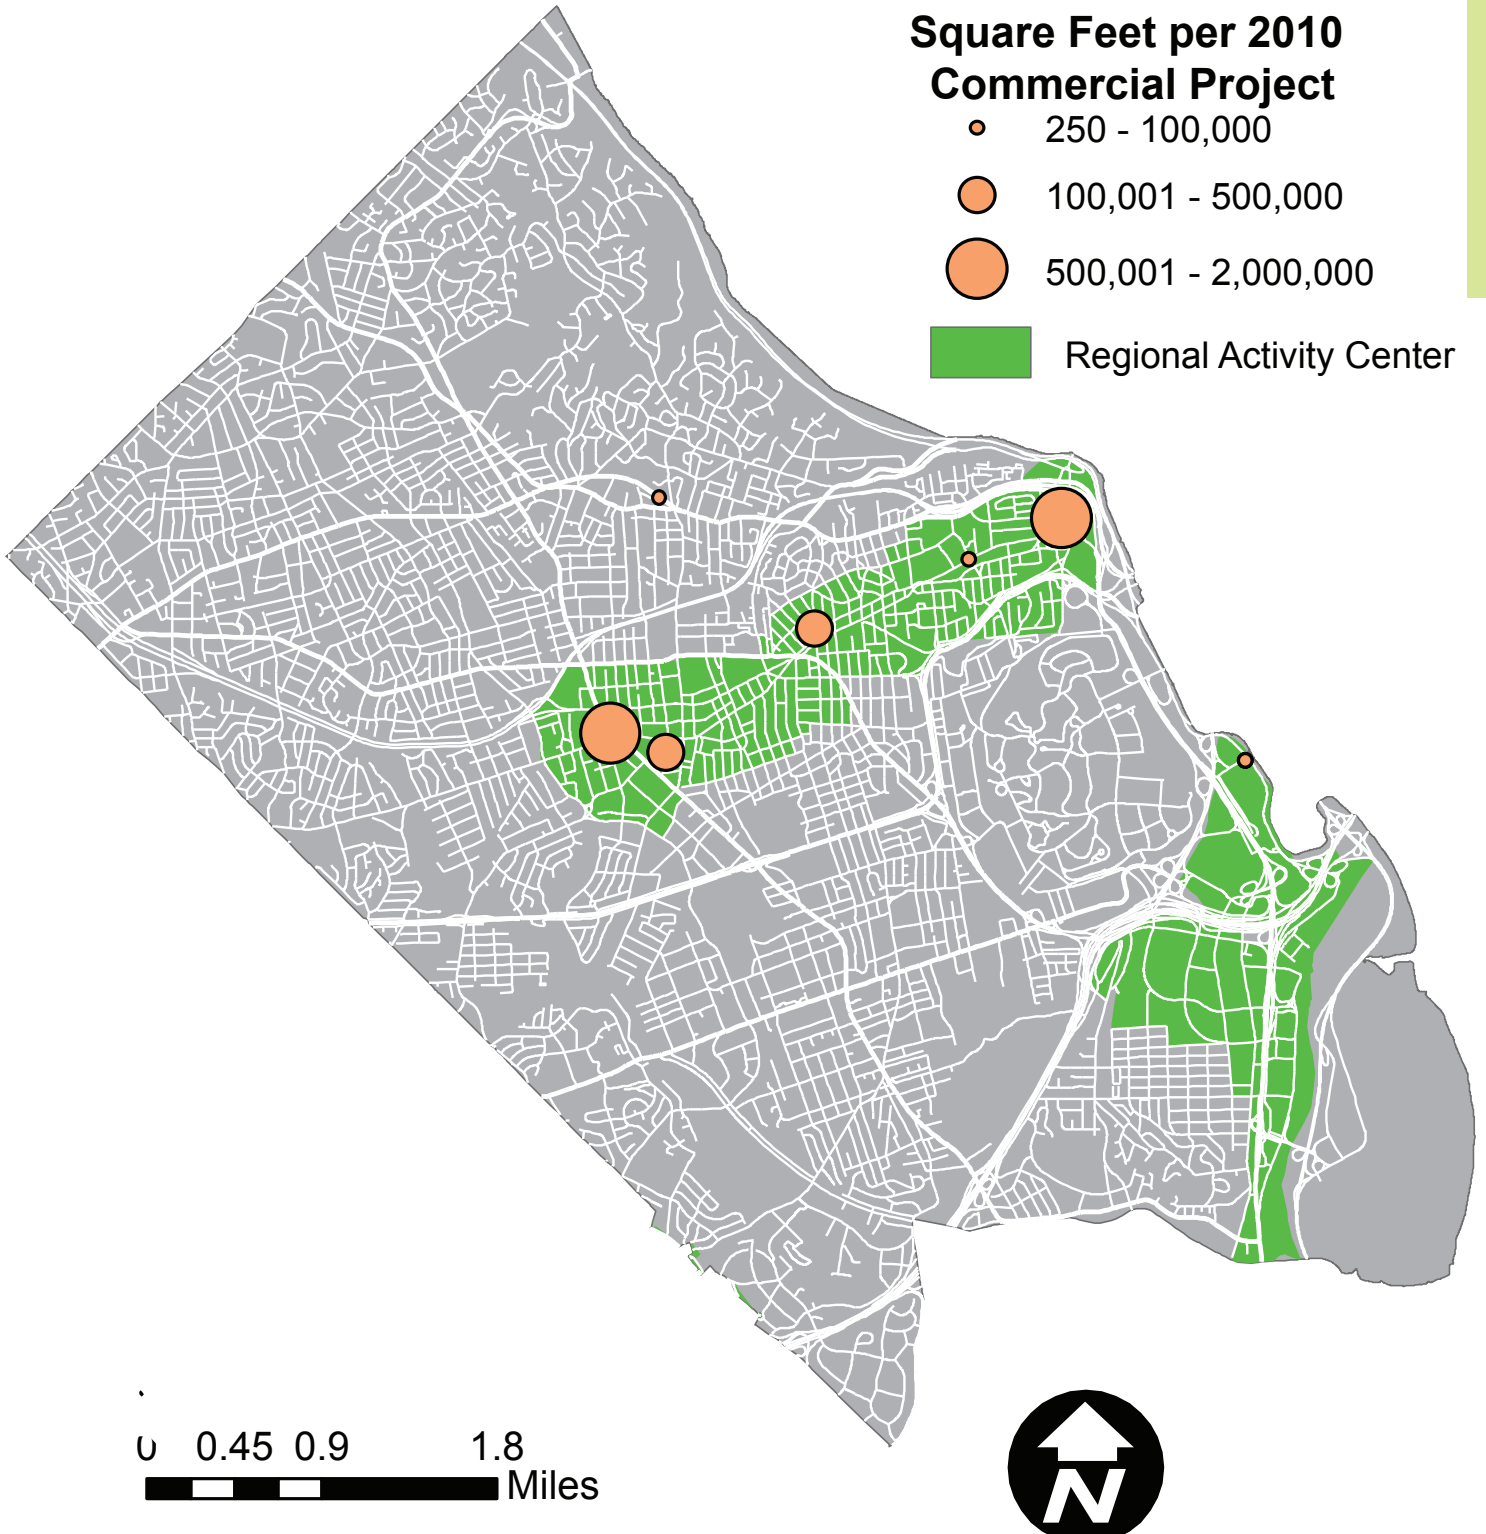 Square Feet per 2010
Commercial Project
250 - 100,000
100,001 - 500,000
500,001 - 2,000,000
Regional Activity Center
0 0.45 0.9 1.8
Miles
N